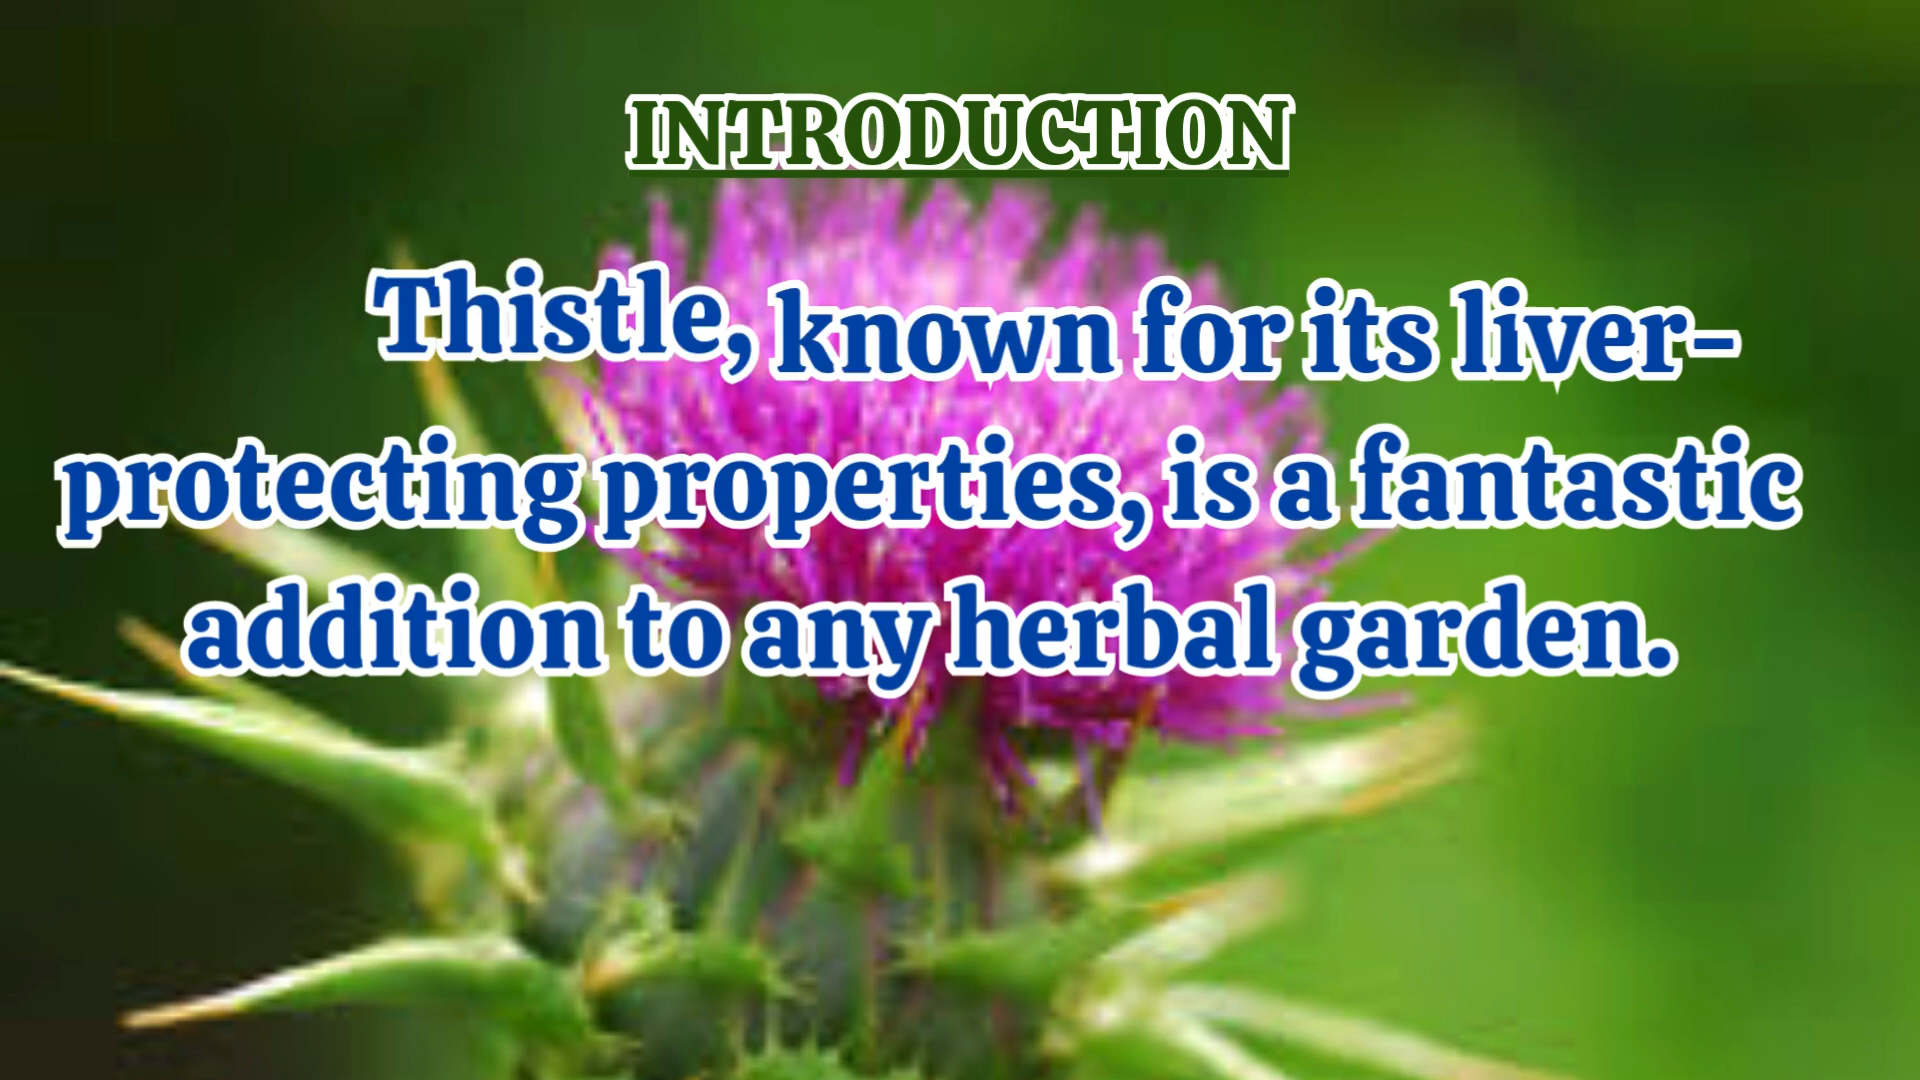 INTRODUCTION
Thistle, known for its liver-
protecting properties, is a fantastic
addition to any herbal garden.